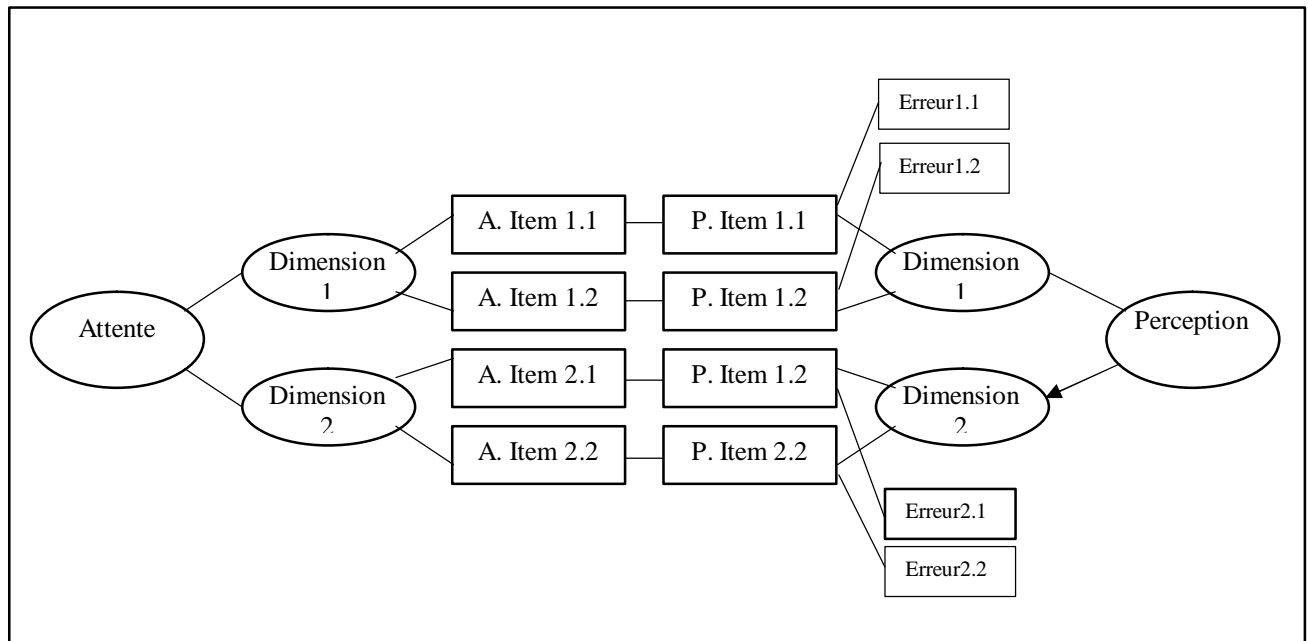 Erreur1.1
Erreur1.2
A. Item 1.1
P. Item 1.1
Dimension
1
Dimension
1
A. Item 1.2
P. Item 1.2
Attente
Perception
A. Item 2.1
P. Item 1.2
Dimension
2
Dimension
2
A. Item 2.2
P. Item 2.2
Erreur2.1
Erreur2.2